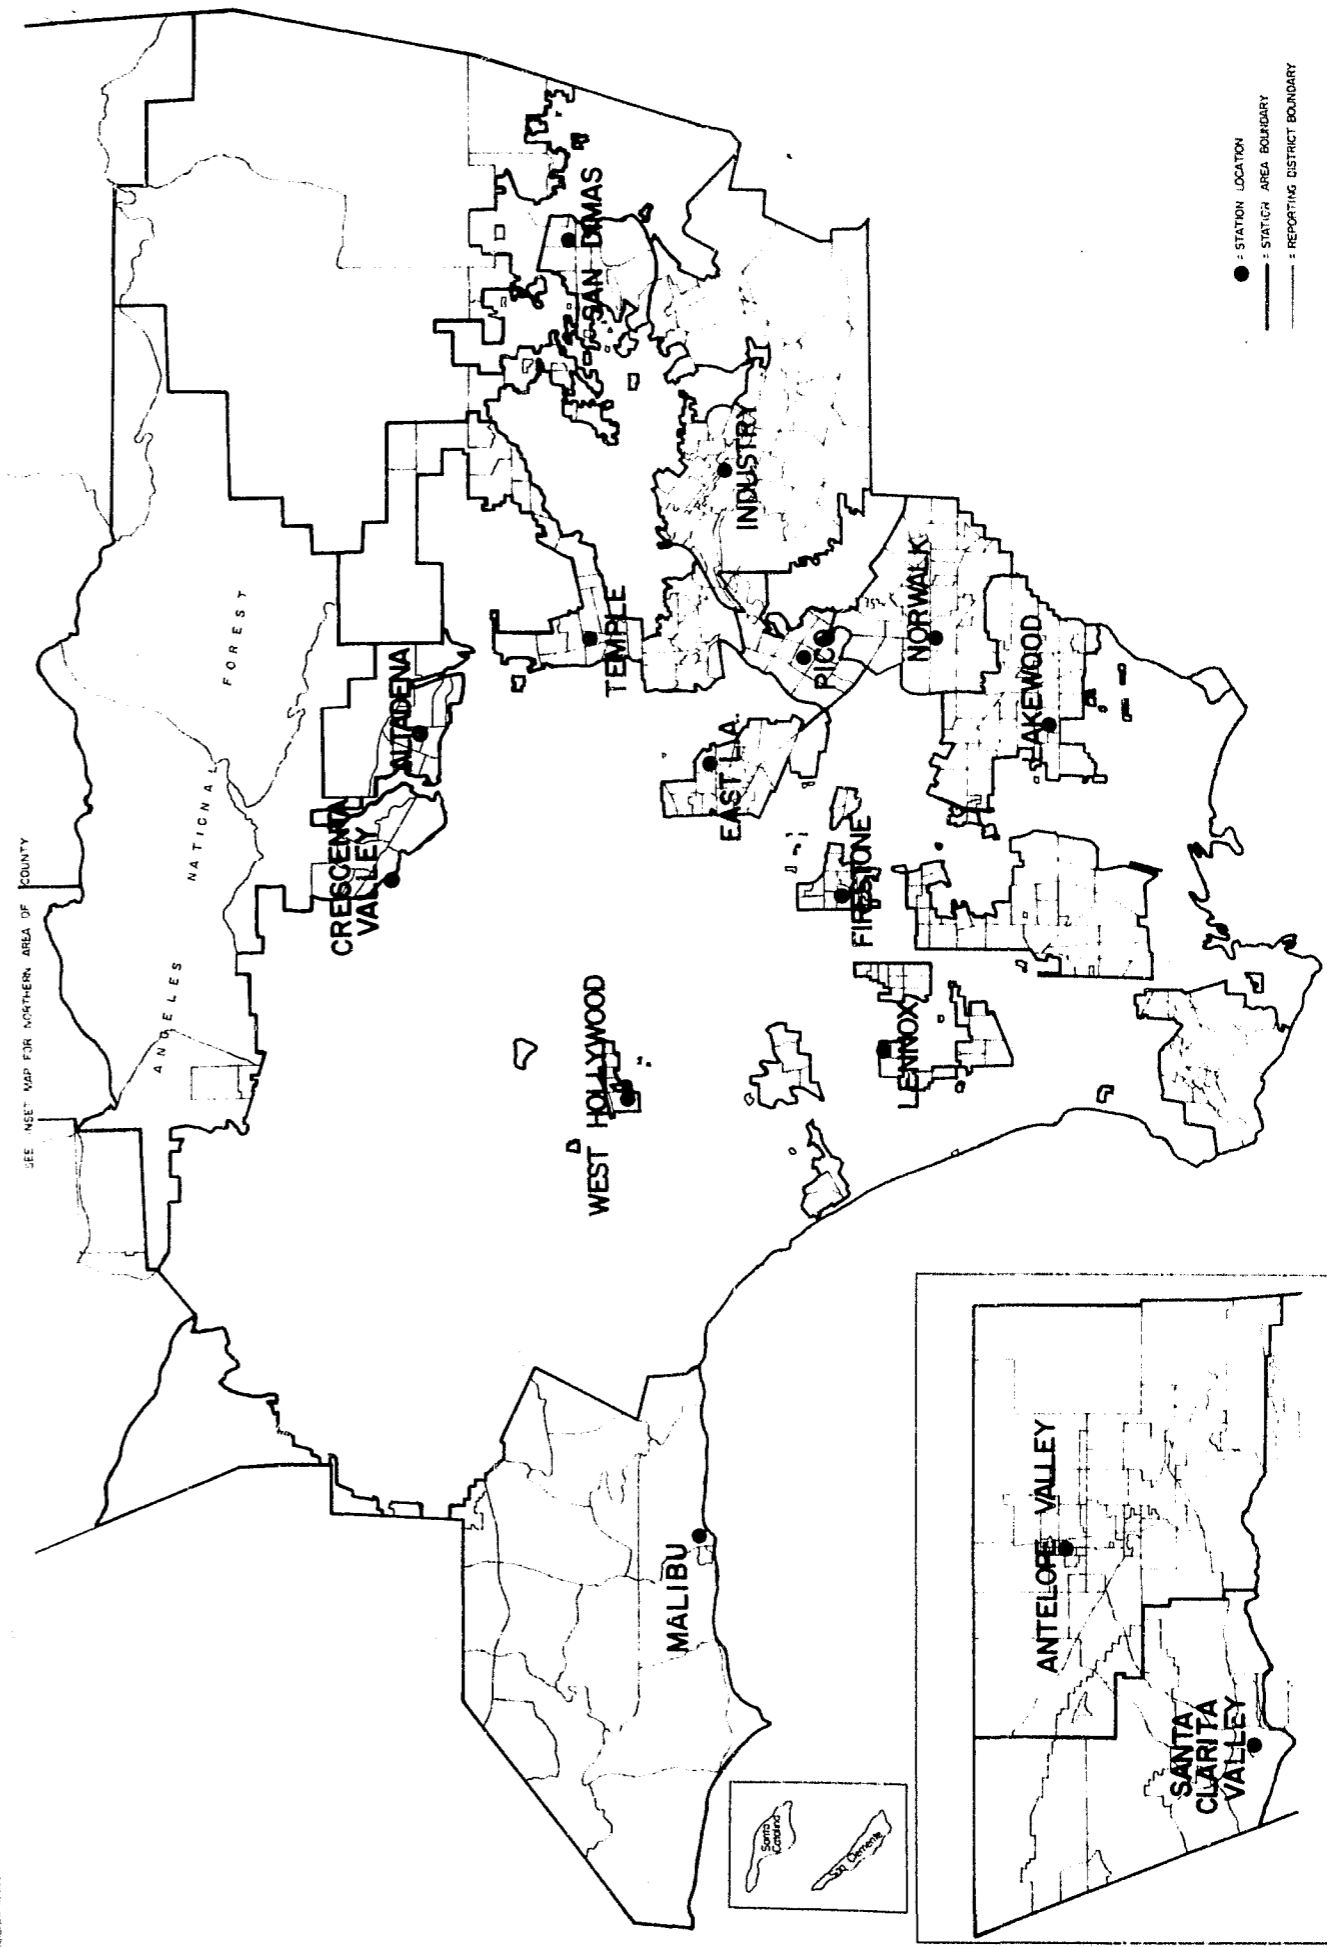 SEE INSET MAP FOR NORTHERN AREA OF COUNTY
ANGELES NATIONAL FOREST
CRESCENTA
VALLEY
ALTADENA
SAN DIMAS
TEMPLE
WEST HOLLYWOOD
EAST L.A.
INDUSTRY
MALIBU
PICO
FIRESTONE
LENNOX
NORWALK
LAKEWOOD
Santa
Catalina
San Clemente
ANTELOPE VALLEY
SANTA
CLARITA
VALLEY
= STATION LOCATION
= STATION AREA BOUNDARY
= REPORTING DISTRICT BOUNDARY